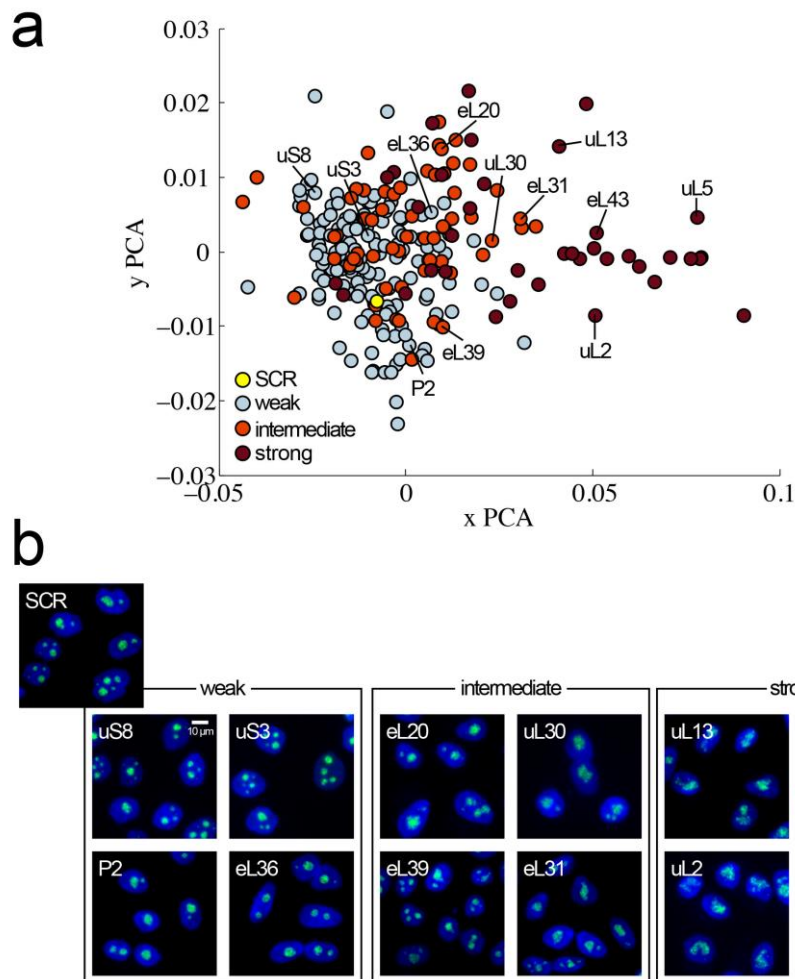 a
0.03
0.02
0.01
0
−0.01
−0.02
−0.03
y PCA
eL20
eL36
uS8
uS3
uL30
uL13
eL31
eL43
uL5
eL39
P2
uL2
SCR
weak
intermediate
strong
−0.05
0
0.05
0.1
x PCA
b
SCR
weak
intermediate
stro
uS8
10 µm
uS3
eL20
uL30
uL13
P2
eL36
eL39
eL31
uL2